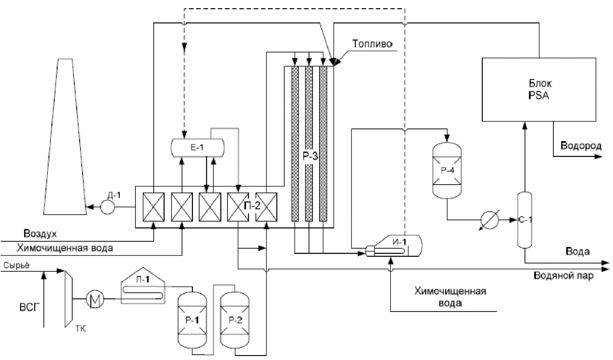 Топливо
Блок
PSA
Водород
Е-1
Р-3
Р-4
Д-1
П-2
С-1
И-1
Воздух
Химочищенная вода
Вода
Водяной пар
Сырьё
П-1
Химочищенная
вода
ВСГ
М
ТК
Р-1
Р-2